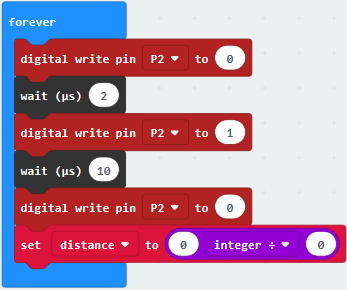 forever
digital write pin P2 to 0
wait (µs) 2
digital write pin P2 to 1
wait (µs) 10
digital write pin P2 to 0
set distance to 0 integer ÷ 0